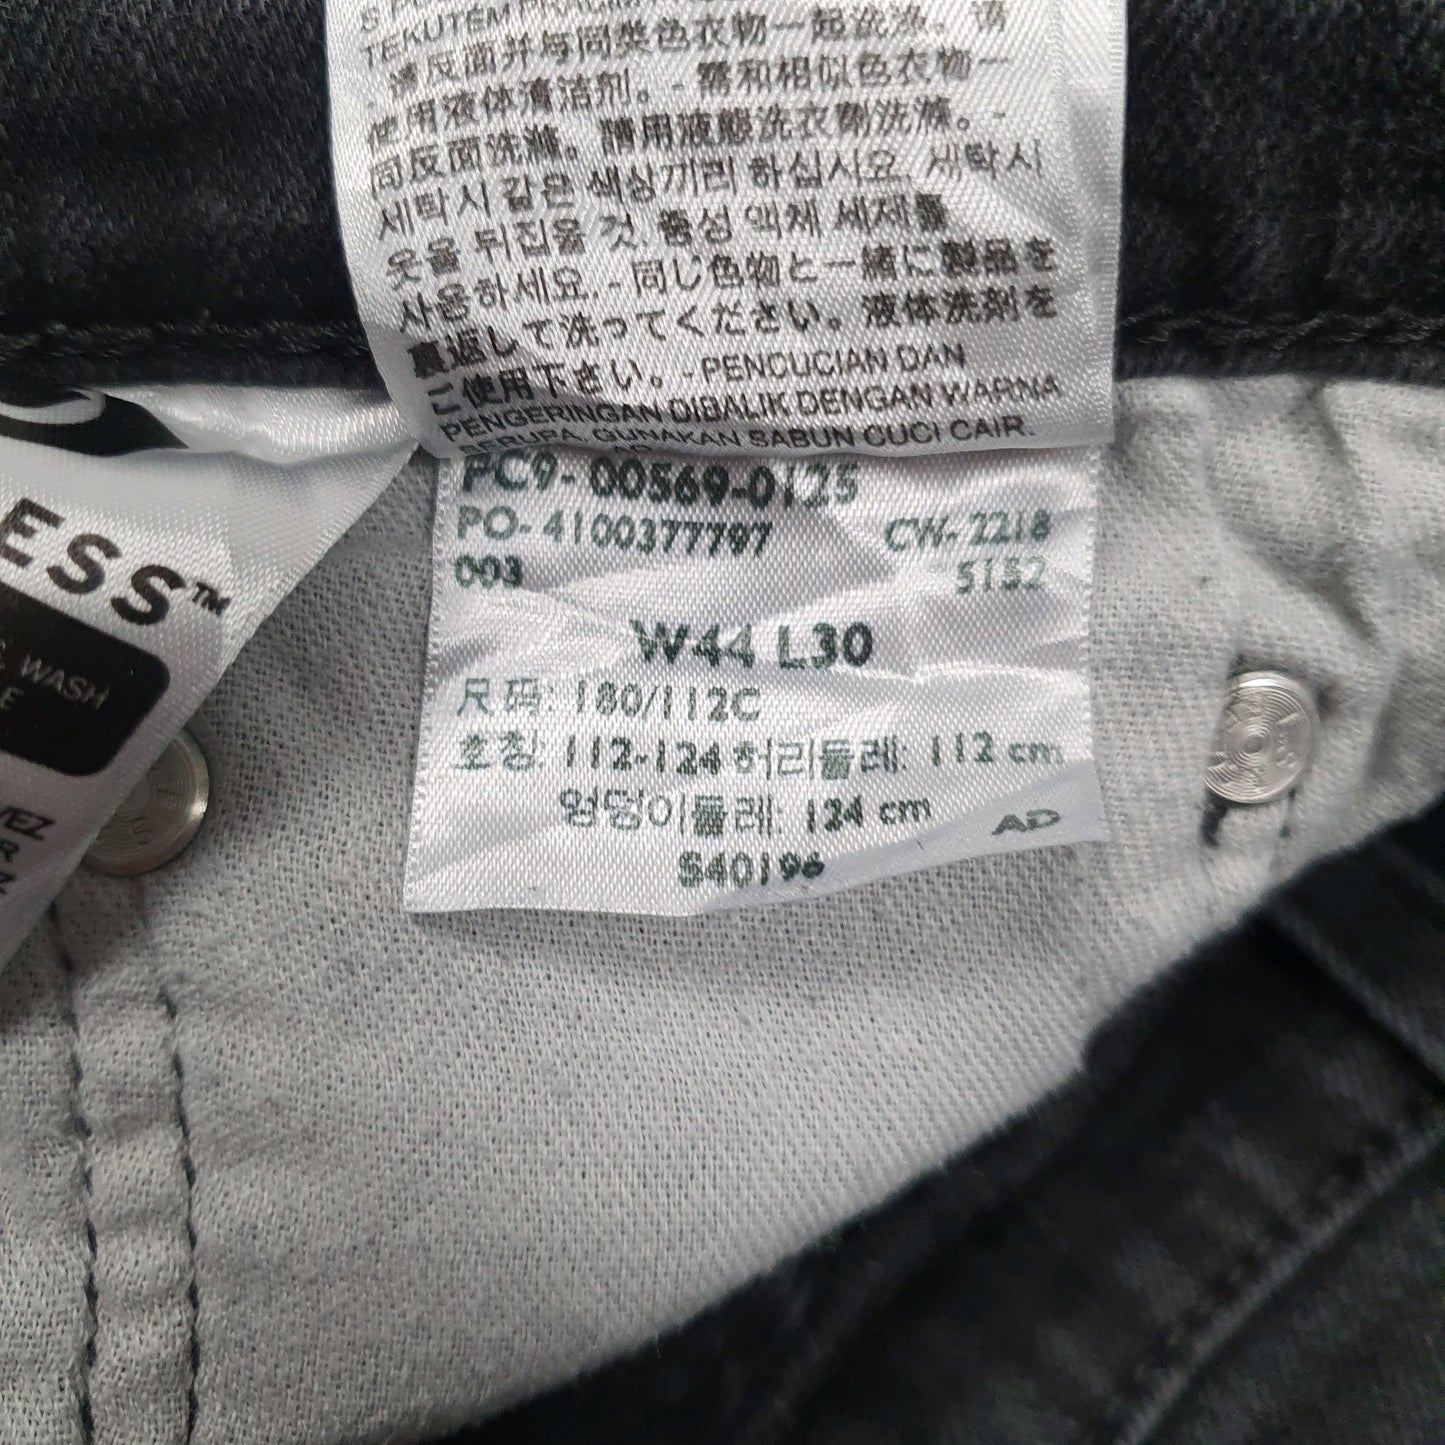 TEKUTÉM
- 请反面并与同类色衣物一起洗涤。请
使用液体清洁剂。- 需和相似色衣物一
同反面洗滌。請用液態洗衣劑洗滌。-
세탁시 같은 색상끼리 하십시요. 세탁시
옷을 뒤집을 것. 중성 액체 세제를
사용하세요. - 同じ色物と一緒に製品を
裏返して洗ってください。液体洗剤を
ご使用下さい。- PENCUCIAN DAN
PENGERINGAN DIBALIK DENGAN WARNA
SERUPA. GUNAKAN SABUN CUCI CAIR.
PC9- 00569-0125
PO- 4100377797 CW- 2218
003 5152
W44 L30
尺码: 180/112C
호칭: 112-124 허리둘레: 112 cm
엉덩이둘레: 124 cm
AD
S40196
ESS™
WASH
E